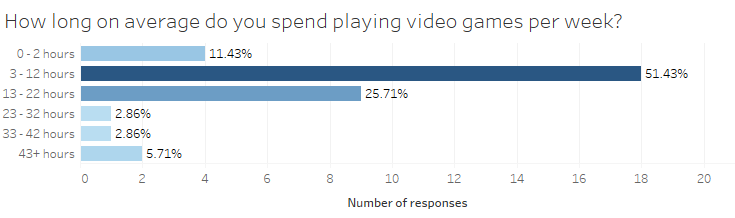 How long on average do you spend playing video games per week?
0 - 2 hours 11.43%
3 - 12 hours 51.43%
13 - 22 hours 25.71%
23 - 32 hours 2.86%
33 - 42 hours 2.86%
43+ hours 5.71%
0 2 4 6 8 10 12 14 16 18 20
Number of responses